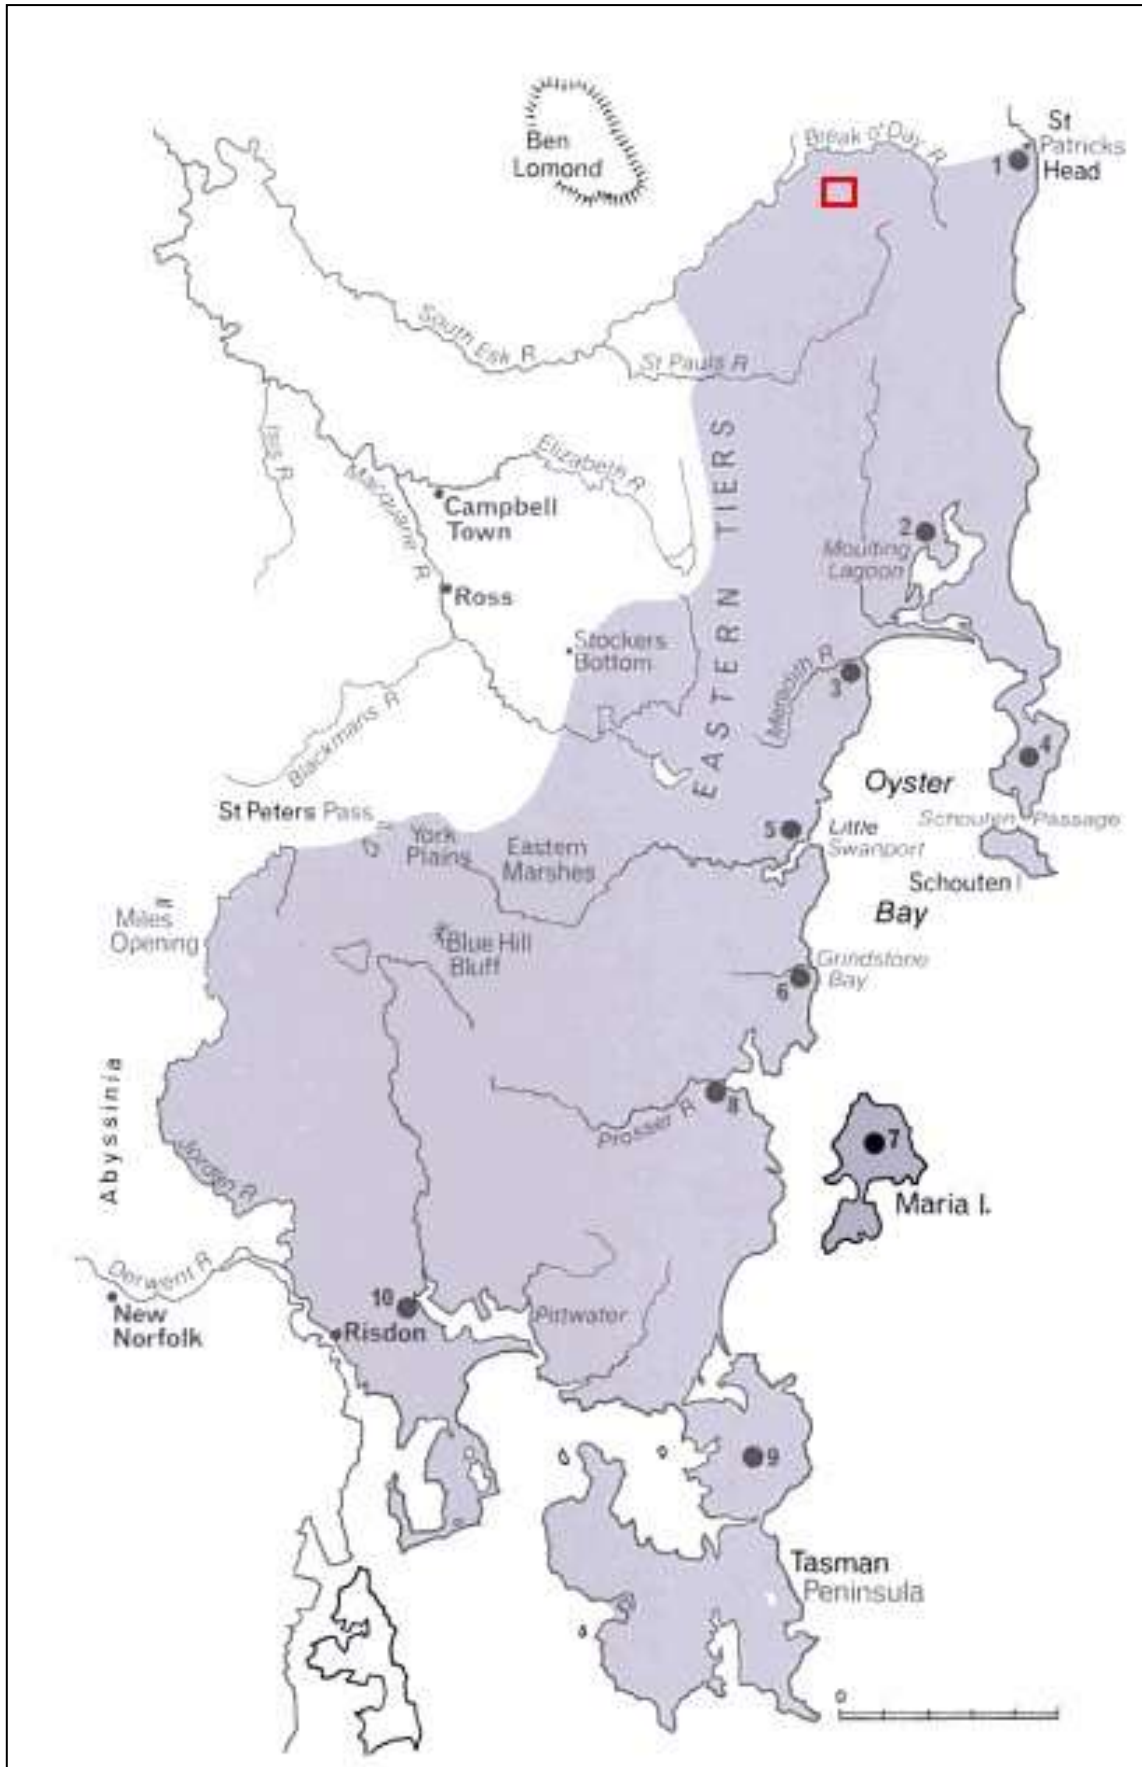 Ben
Lomond
Break o' Day R
St
Patricks
Head
1
South Esk R
St Pauls R
Isis R
Macquarie R
Elizabeth R
Campbell
Town
Ross
EASTERN TIERS
2
Moulting
Lagoon
Stockers
Bottom
Meredith R
3
Blackmans R
4
Oyster
Schouten Passage
St Peters Pass
York
Plains
Eastern
Marshes
5
Little
Swanport
Schouten I
Bay
Miles
Opening
Blue Hill
Bluff
Grindstone
Bay
6
Abyssinia
Prosser R
8
7
Maria I.
Jordan R
Derwent R
New
Norfolk
10
Risdon
Pittwater
9
Tasman
Peninsula
0